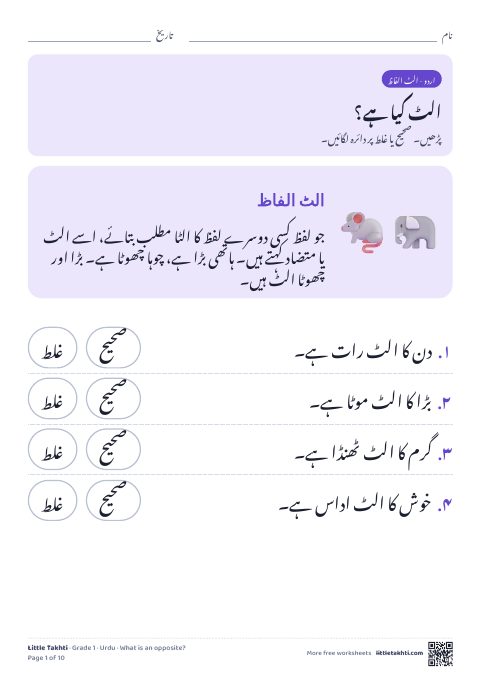 نام تاریخ
اردو · الٹ الفاظ
الٹ کیا ہے؟
پڑھیں۔ صحیح یا غلط پر دائرہ لگائیں۔
الٹ الفاظ
جو لفظ کسی دوسرے لفظ کا الٹا مطلب بتائے، اسے الٹ
یا متضاد کہتے ہیں۔ ہاتھی بڑا ہے، چوہا چھوٹا ہے۔ بڑا اور
چھوٹا الٹ ہیں۔
۱. دن کا الٹ رات ہے۔ صحیح غلط
۲. بڑا کا الٹ موٹا ہے۔ صحیح غلط
۳. گرم کا الٹ ٹھنڈا ہے۔ صحیح غلط
۴. خوش کا الٹ اداس ہے۔ صحیح غلط
Little Takhti · Grade 1 · Urdu · What is an opposite?
Page 1 of 10
More free worksheets littletakhti.com